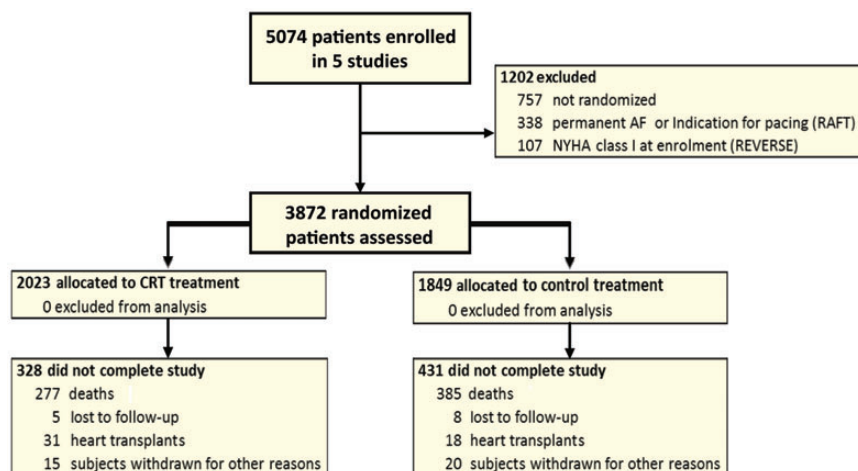 5074 patients enrolled
in 5 studies
1202 excluded
757 not randomized
338 permanent AF or Indication for pacing (RAFT)
107 NYHA class I at enrolment (REVERSE)
3872 randomized
patients assessed
2023 allocated to CRT treatment
0 excluded from analysis
1849 allocated to control treatment
0 excluded from analysis
328 did not complete study
277 deaths
5 lost to follow-up
31 heart transplants
15 subjects withdrawn for other reasons
431 did not complete study
385 deaths
8 lost to follow-up
18 heart transplants
20 subjects withdrawn for other reasons